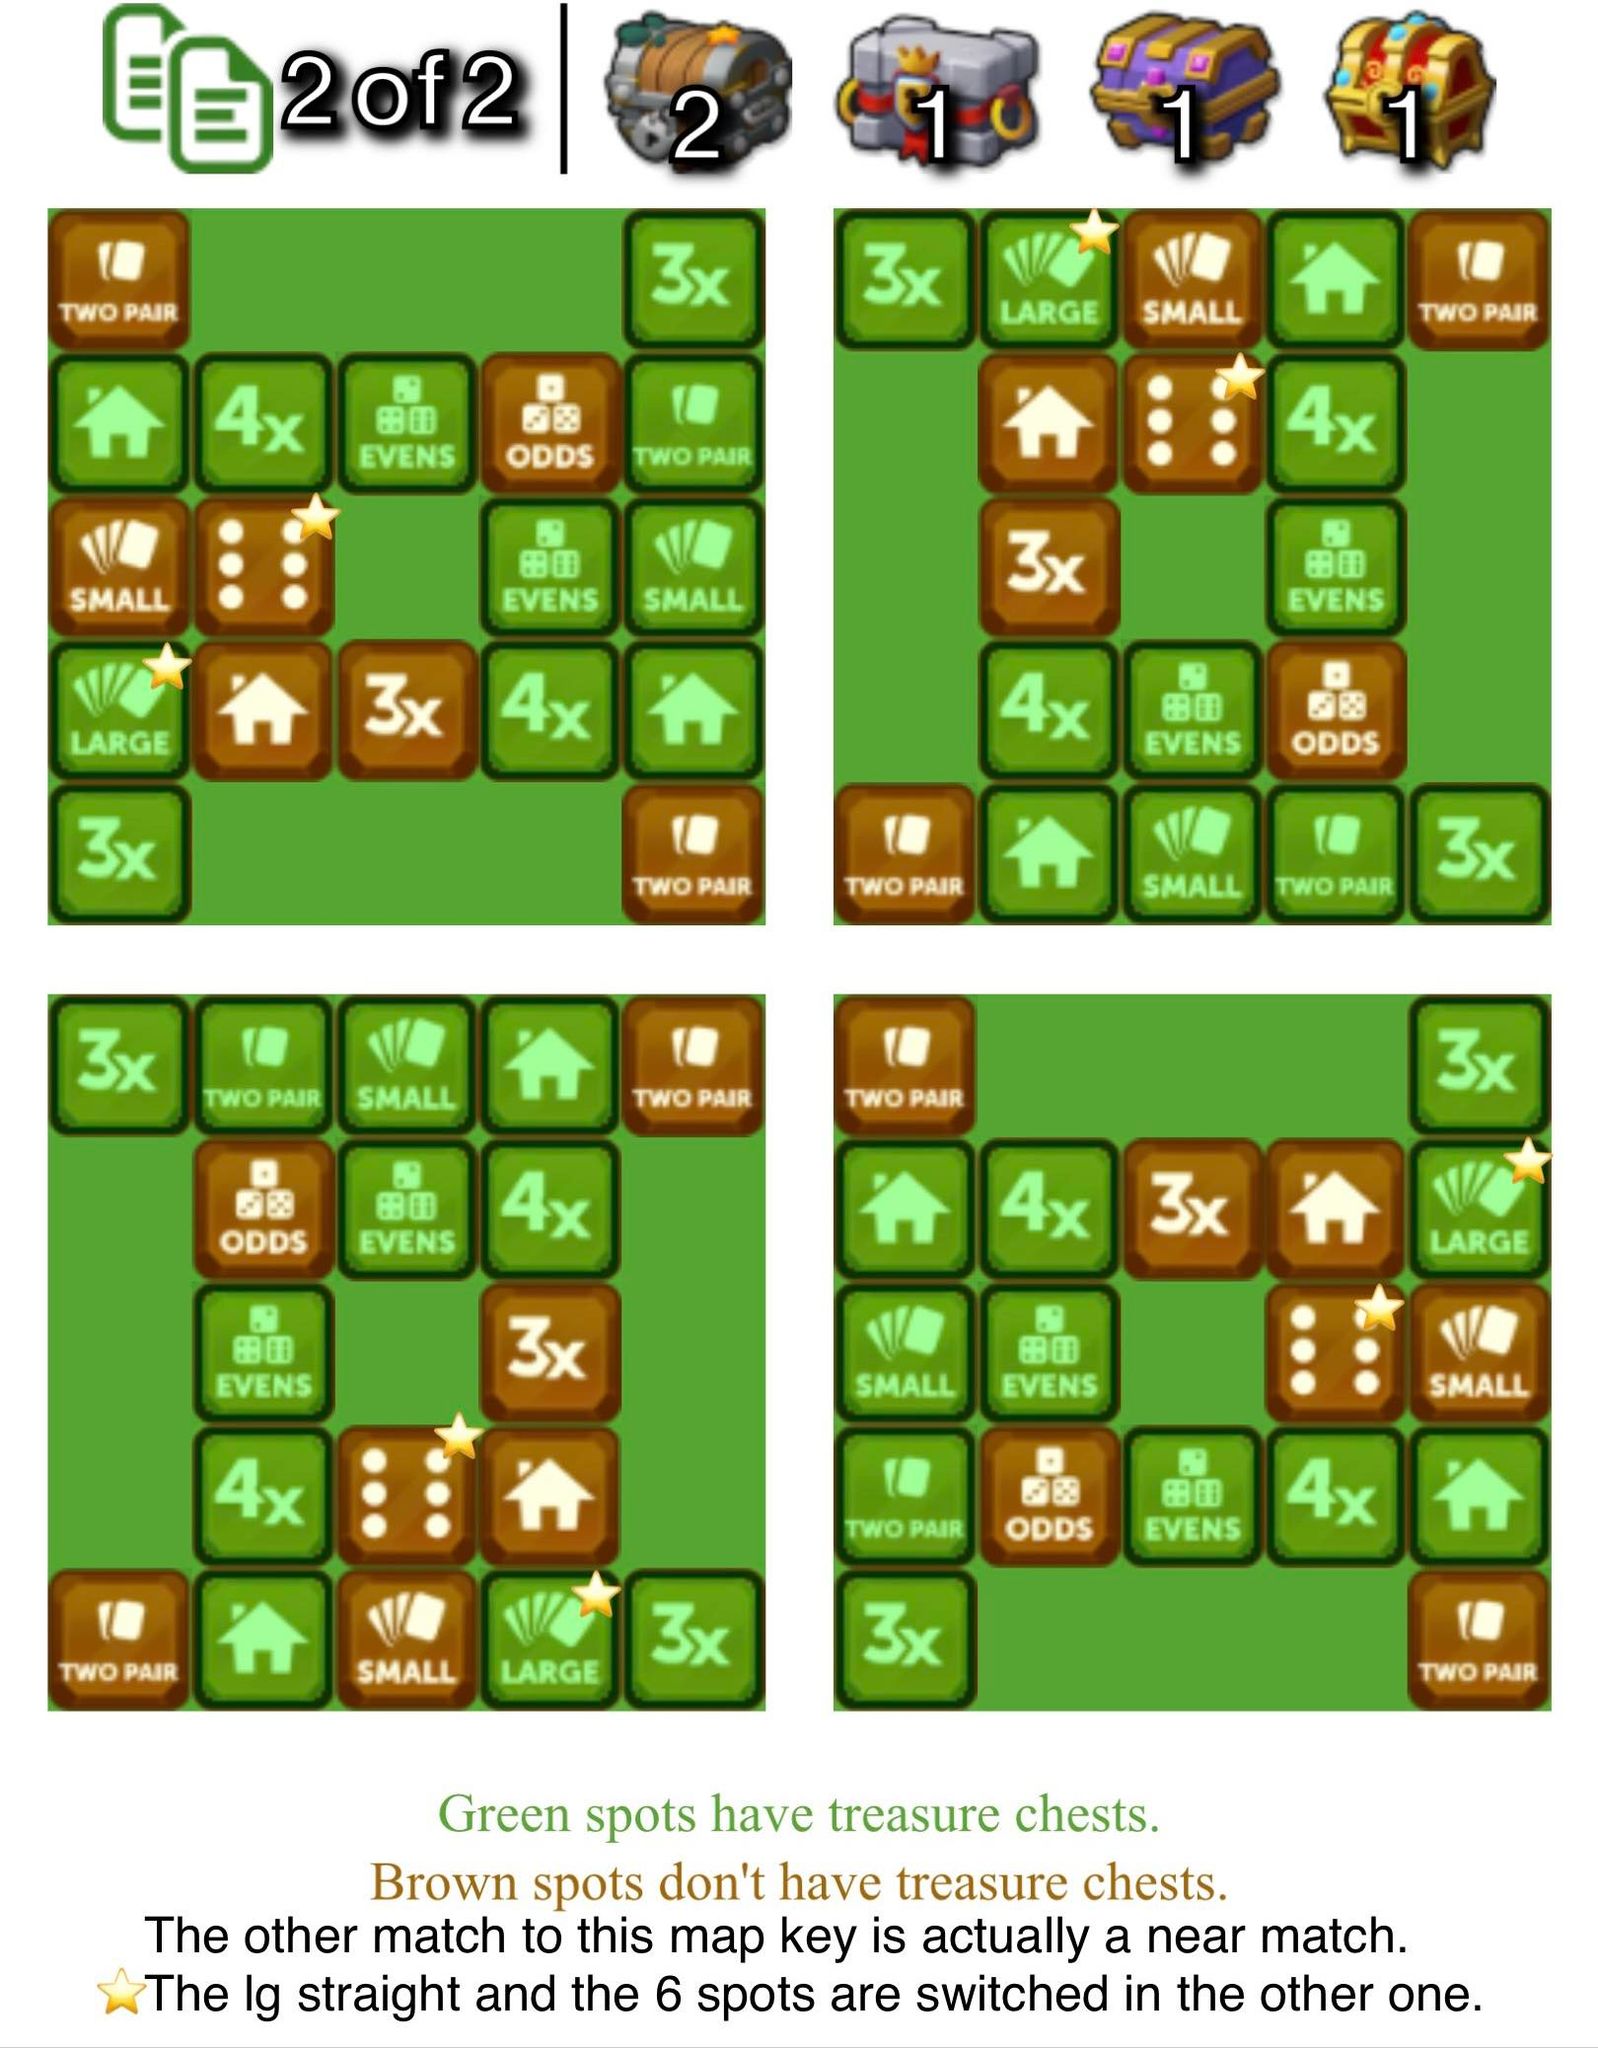 2 of 2 2 1 1 1
TWO PAIR 3x
4x EVENS ODDS TWO PAIR
SMALL EVENS SMALL
LARGE 3x 4x
3x TWO PAIR
3x LARGE SMALL TWO PAIR
4x
3x EVENS
4x EVENS ODDS
TWO PAIR SMALL TWO PAIR 3x
3x TWO PAIR SMALL TWO PAIR
ODDS EVENS 4x
EVENS 3x
4x
TWO PAIR SMALL LARGE 3x
TWO PAIR 3x
4x 3x LARGE
SMALL EVENS SMALL
TWO PAIR ODDS EVENS 4x
3x TWO PAIR
Green spots have treasure chests.
Brown spots don't have treasure chests.
The other match to this map key is actually a near match.
The lg straight and the 6 spots are switched in the other one.